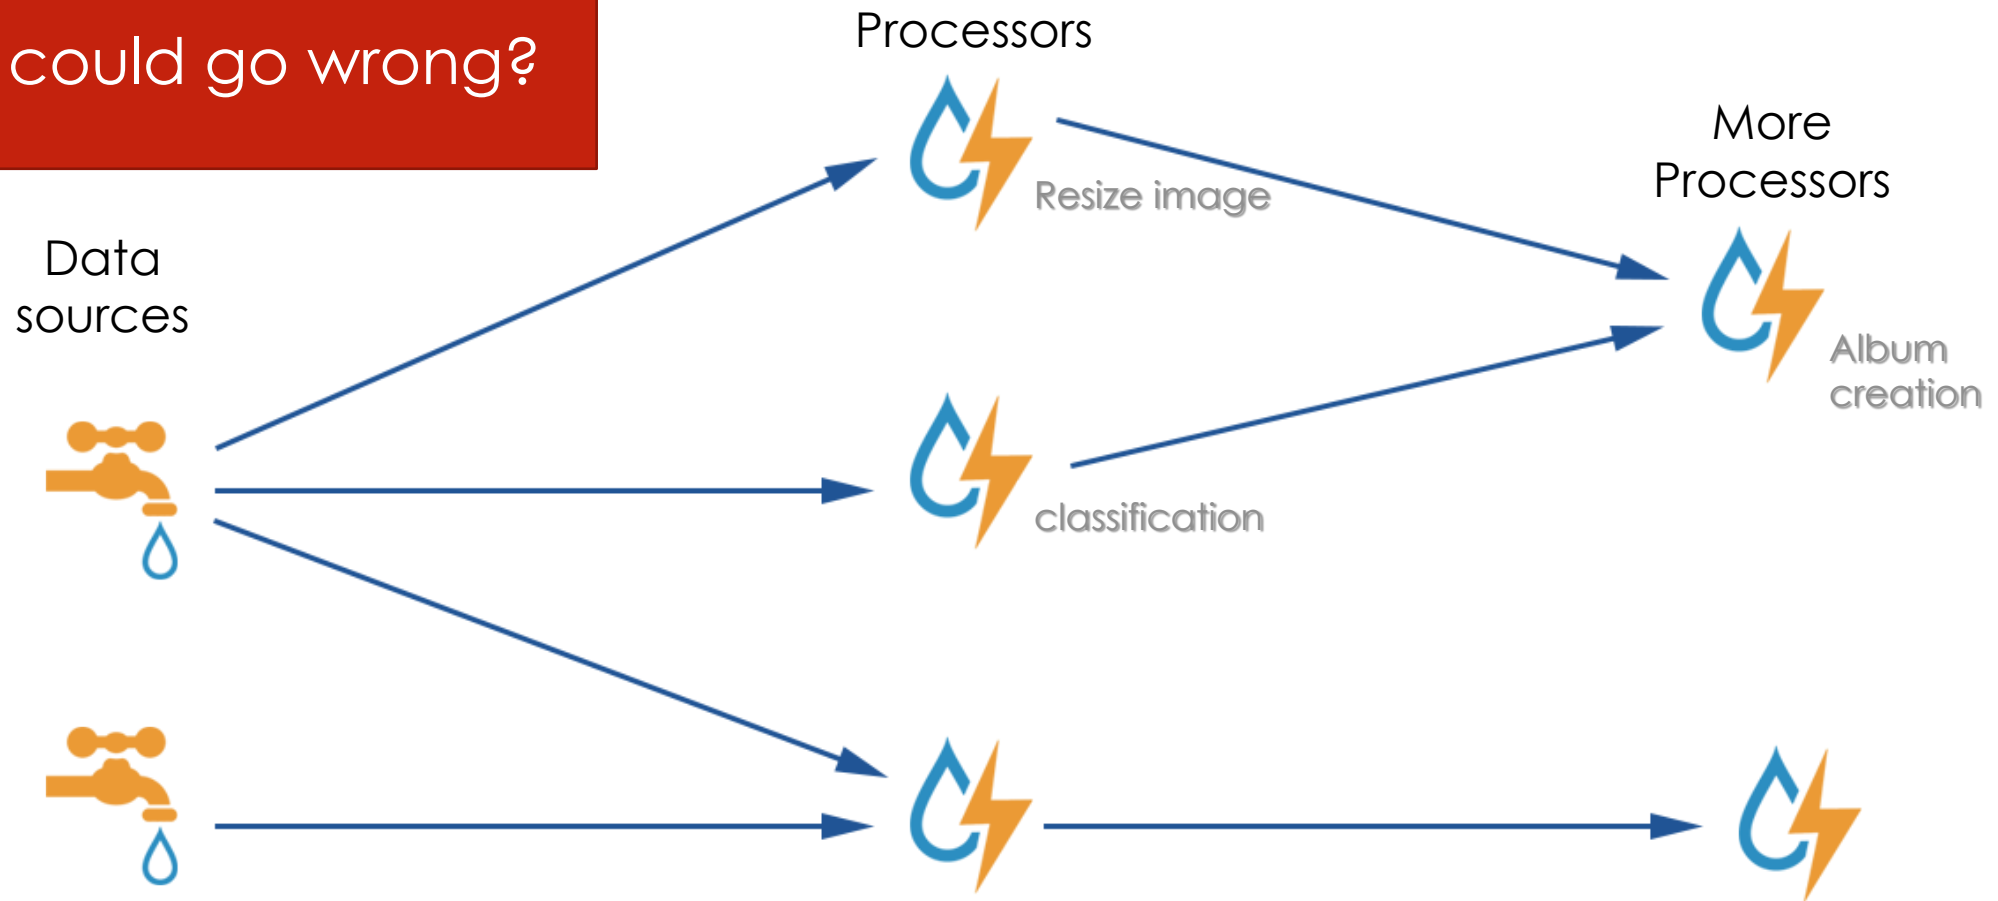 could go wrong?
Processors
More
Processors
Resize image
Data
sources
Album
creation
classification